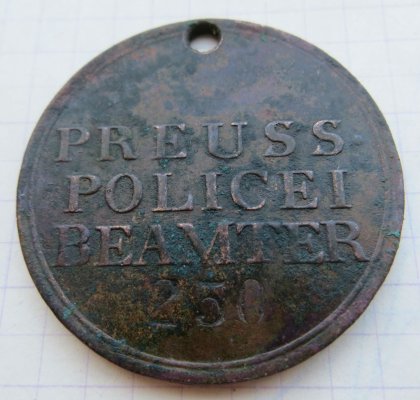 PREUSS
POLICEI
BEAMTER
250